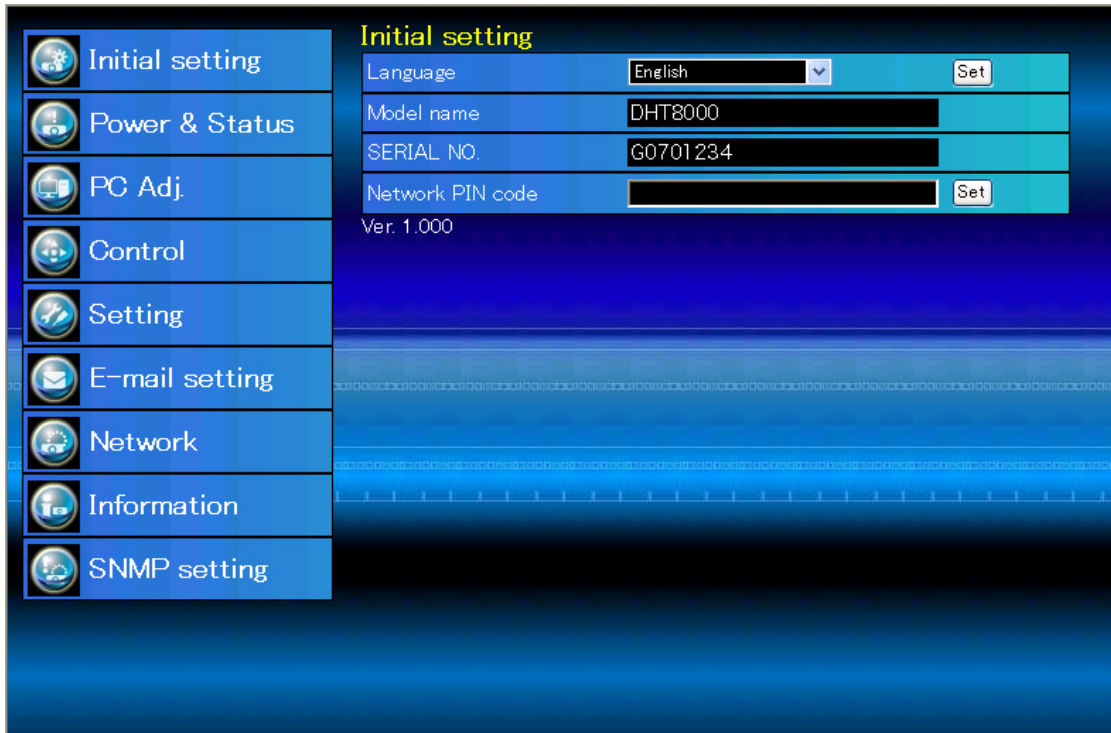 Initial setting
Power & Status
PC Adj.
Control
Setting
E-mail setting
Network
Information
SNMP setting
Initial setting
Language English Set
Model name DHT8000
SERIAL NO. G0701234
Network PIN code Set
Ver. 1.000